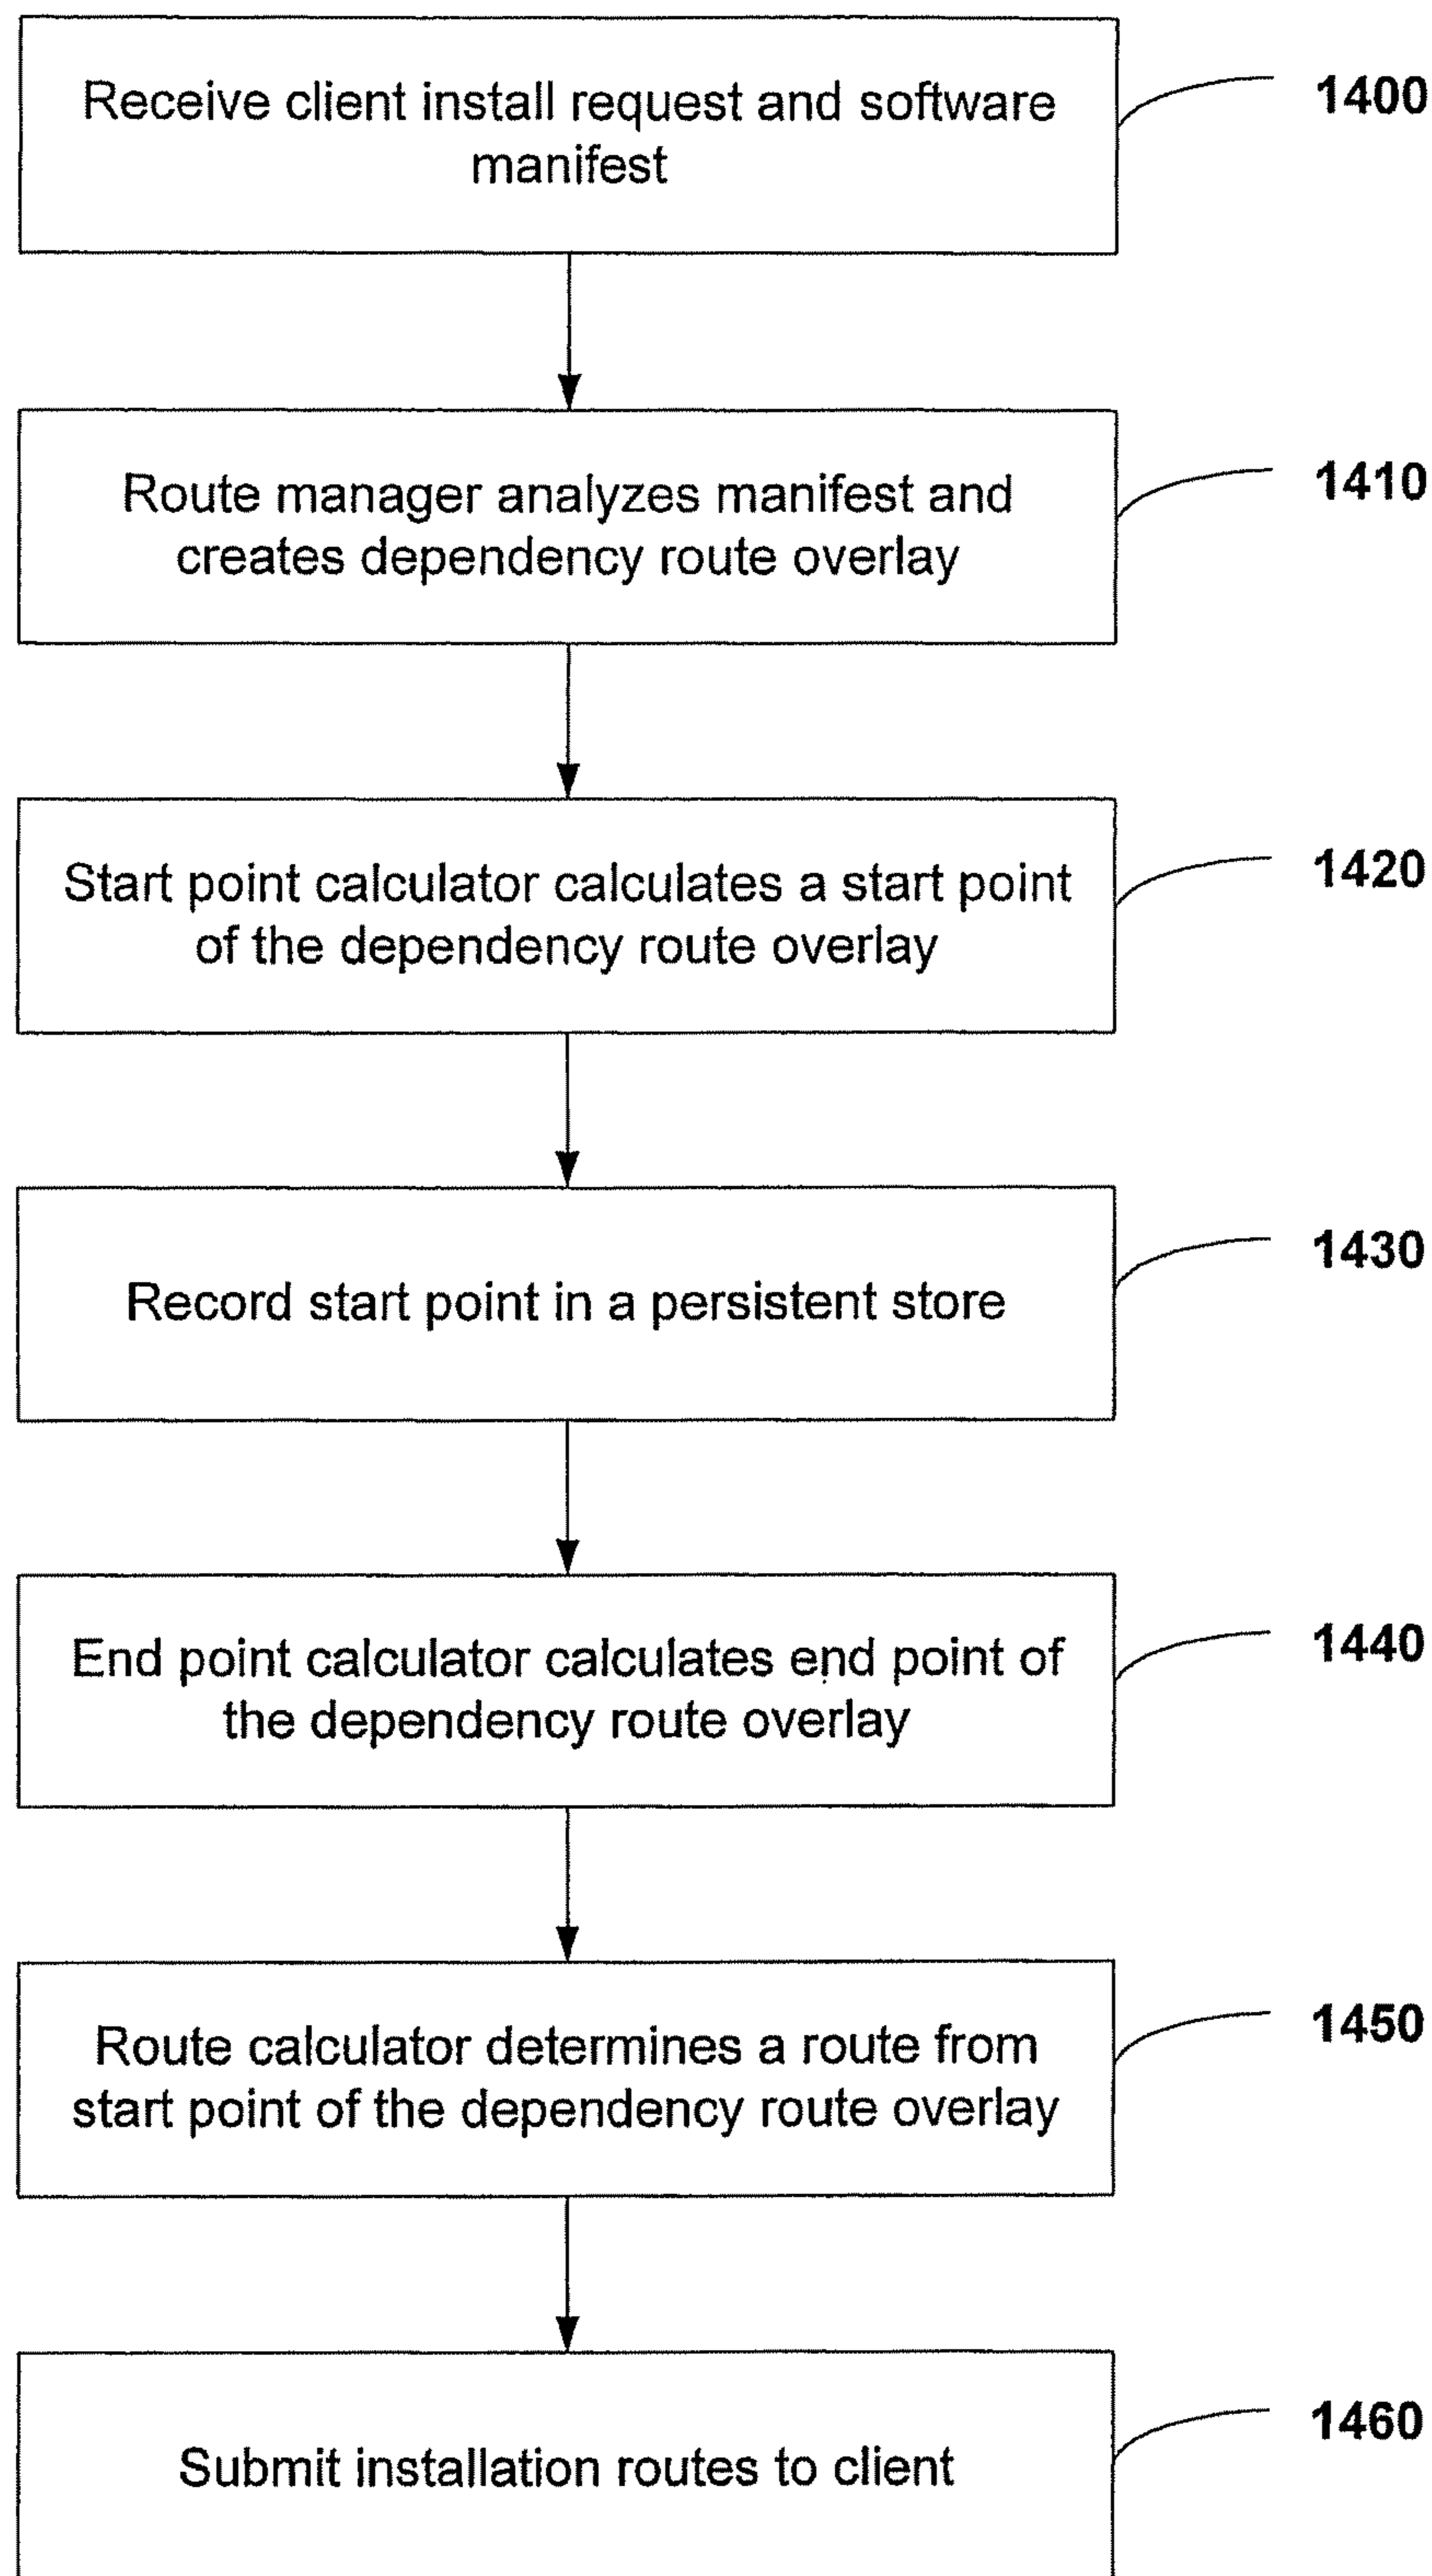 Receive client install request and software
manifest
1400
Route manager analyzes manifest and
creates dependency route overlay
1410
Start point calculator calculates a start point
of the dependency route overlay
1420
Record start point in a persistent store
1430
End point calculator calculates end point of
the dependency route overlay
1440
Route calculator determines a route from
start point of the dependency route overlay
1450
Submit installation routes to client
1460